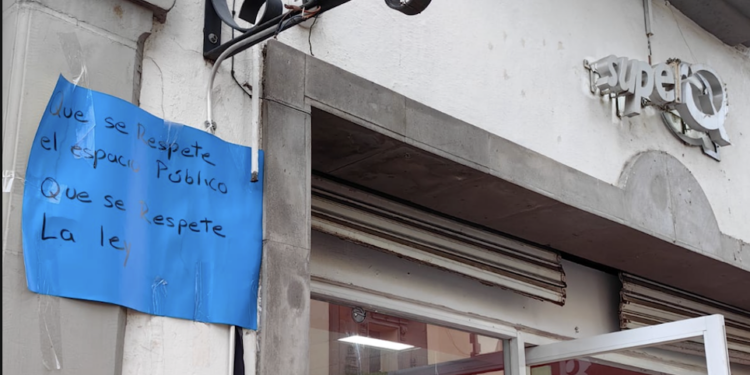 Que se Respete
el espacio Público
Que se Respete
La ley
super Q